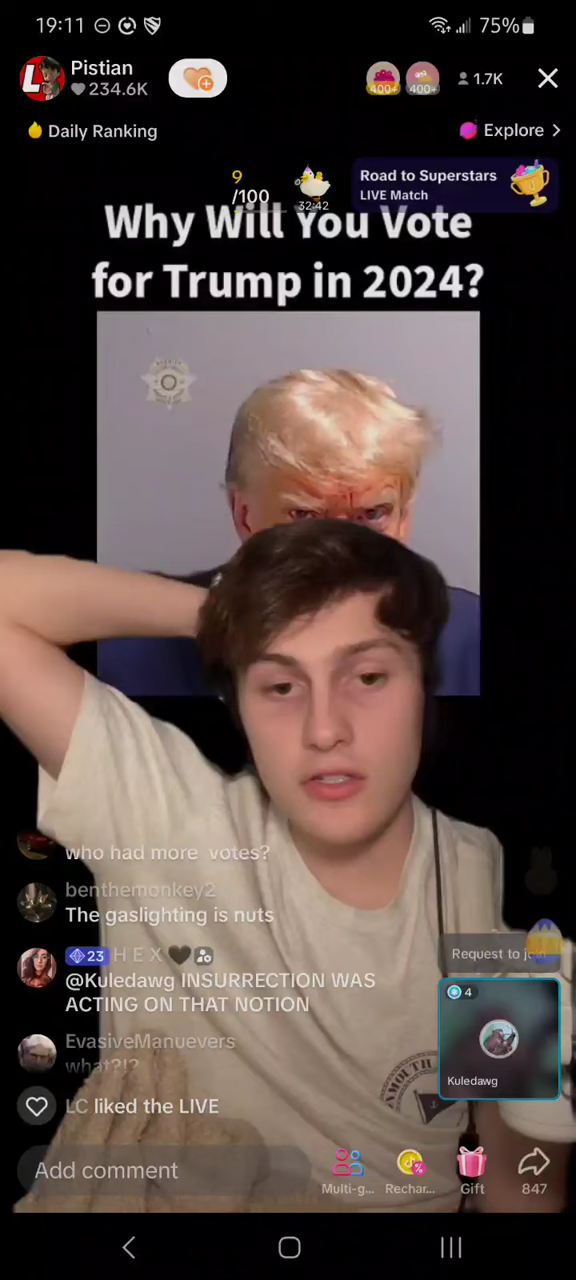 19:11
75%
Pistian
234.6K
400+
400+
1.7K
Daily Ranking
Explore >
9
/100
32:42
Road to Superstars
LIVE Match
Why Will You Vote
for Trump in 2024?
who had more votes?
benthemonkey2
The gaslighting is nuts
23 H E X
@Kuledawg INSURRECTION WAS
ACTING ON THAT NOTION
EvasiveManuevers
what?!?
LC liked the LIVE
Request to
4
Kuledawg
Add comment
Multi-g...
Rechar...
Gift
847